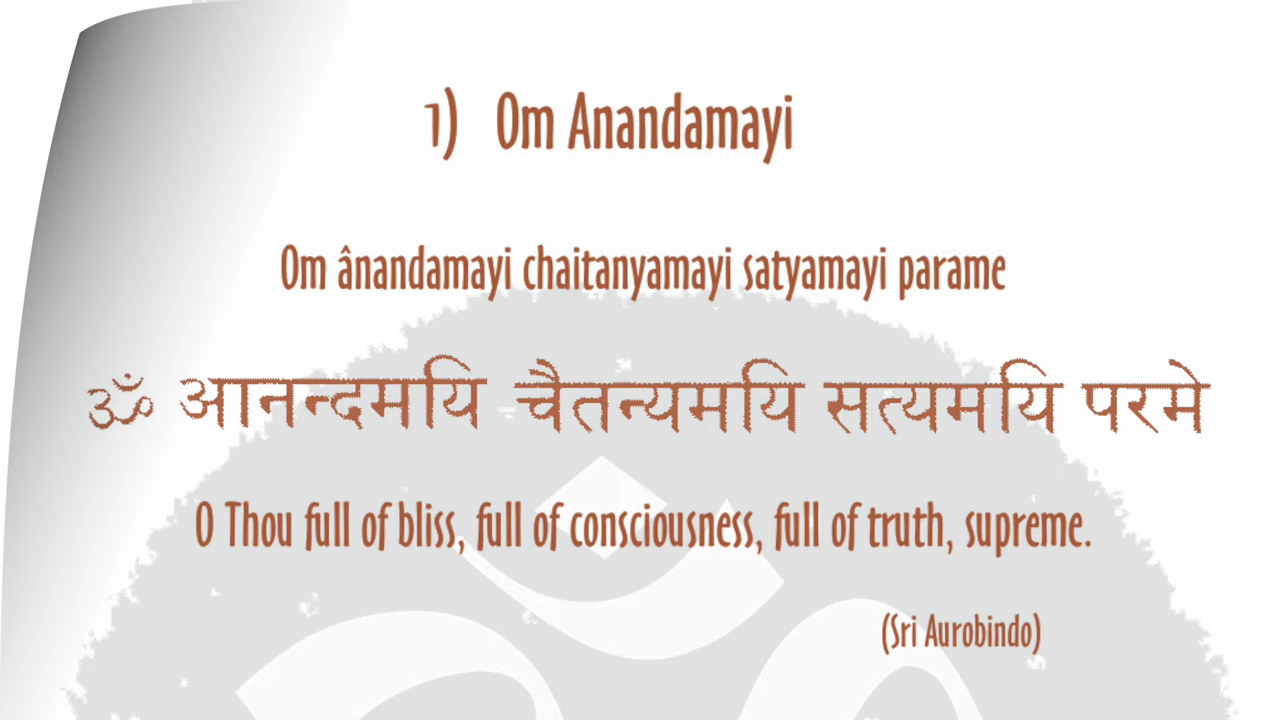 1) Om Anandamayi
Om ânandamayi chaitanyamayi satyamayi parame
ॐ आनन्दमयि चैतन्यमयि सत्यमयि परमे
O Thou full of bliss, full of consciousness, full of truth, supreme.
(Sri Aurobindo)